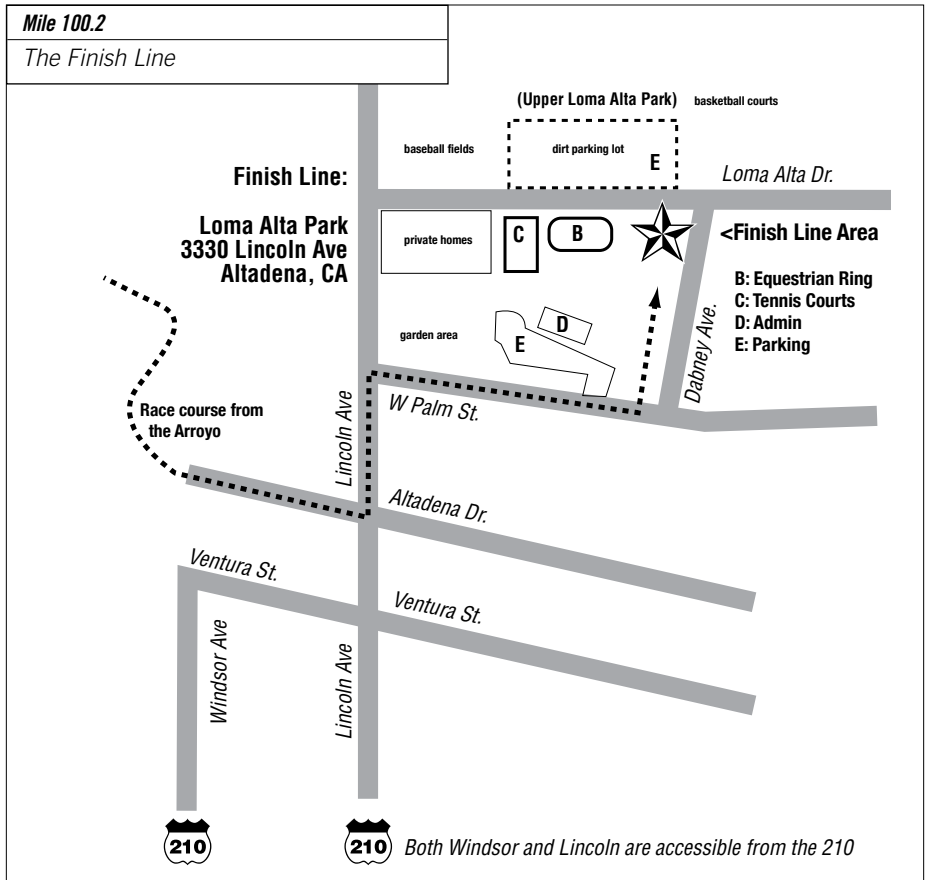 Mile 100.2
The Finish Line
(Upper Loma Alta Park)
basketball courts
baseball fields
dirt parking lot
E
Loma Alta Dr.
Finish Line:
Loma Alta Park
3330 Lincoln Ave
Altadena, CA
private homes
C
B
<Finish Line Area
B: Equestrian Ring
C: Tennis Courts
D: Admin
E: Parking
garden area
D
E
Dabney Ave.
Race course from
the Arroyo
Lincoln Ave
W Palm St.
Altadena Dr.
Ventura St.
Ventura St.
Windsor Ave
Lincoln Ave
210
210
Both Windsor and Lincoln are accessible from the 210